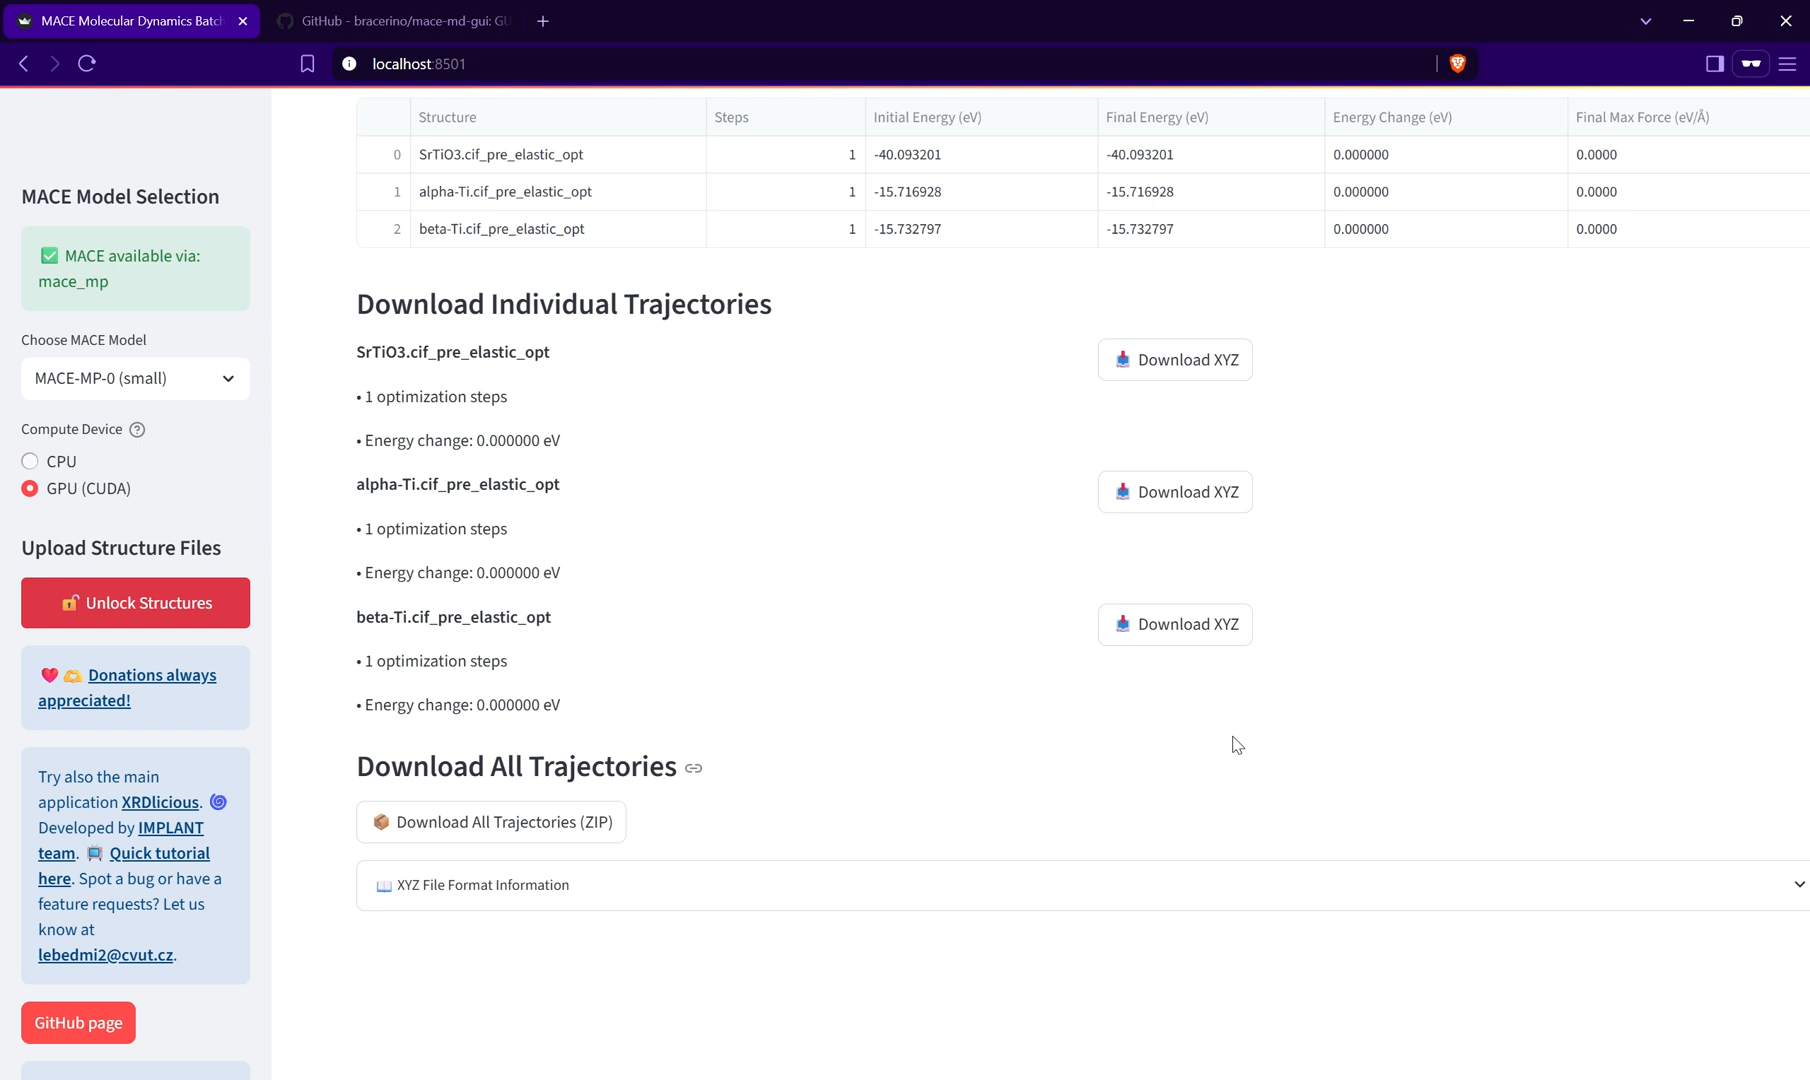 MACE Molecular Dynamics Batch
GitHub - bracerino/mace-md-gui: GU
localhost:8501
MACE Model Selection
✅ MACE available via:
mace_mp
Choose MACE Model
MACE-MP-0 (small)
Compute Device
CPU
GPU (CUDA)
Upload Structure Files
🔓 Unlock Structures
❤️ 🫶 Donations always
appreciated!
Try also the main
application XRDlicious. 🌀
Developed by IMPLANT
team. 📺 Quick tutorial
here. Spot a bug or have a
feature requests? Let us
know at
lebedmi2@cvut.cz.
GitHub page
Structure Steps Initial Energy (eV) Final Energy (eV) Energy Change (eV) Final Max Force (eV/Å)
0 SrTiO3.cif_pre_elastic_opt 1 -40.093201 -40.093201 0.000000 0.0000
1 alpha-Ti.cif_pre_elastic_opt 1 -15.716928 -15.716928 0.000000 0.0000
2 beta-Ti.cif_pre_elastic_opt 1 -15.732797 -15.732797 0.000000 0.0000
Download Individual Trajectories
SrTiO3.cif_pre_elastic_opt
📥 Download XYZ
• 1 optimization steps
• Energy change: 0.000000 eV
alpha-Ti.cif_pre_elastic_opt
📥 Download XYZ
• 1 optimization steps
• Energy change: 0.000000 eV
beta-Ti.cif_pre_elastic_opt
📥 Download XYZ
• 1 optimization steps
• Energy change: 0.000000 eV
Download All Trajectories
📦 Download All Trajectories (ZIP)
📖 XYZ File Format Information